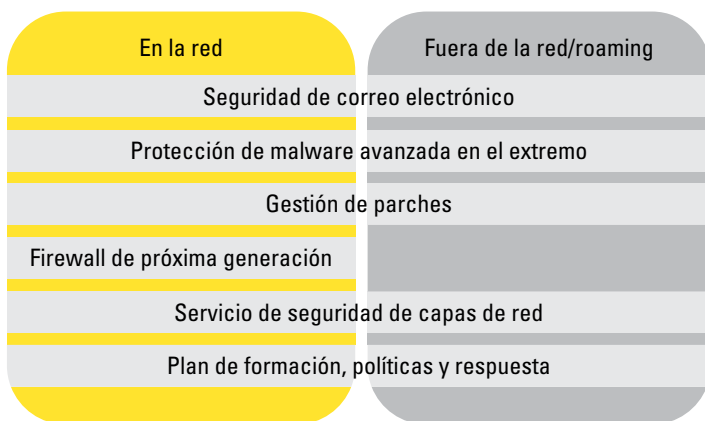 En la red
Fuera de la red/roaming
Seguridad de correo electrónico
Protección de malware avanzada en el extremo
Gestión de parches
Firewall de próxima generación
Servicio de seguridad de capas de red
Plan de formación, políticas y respuesta